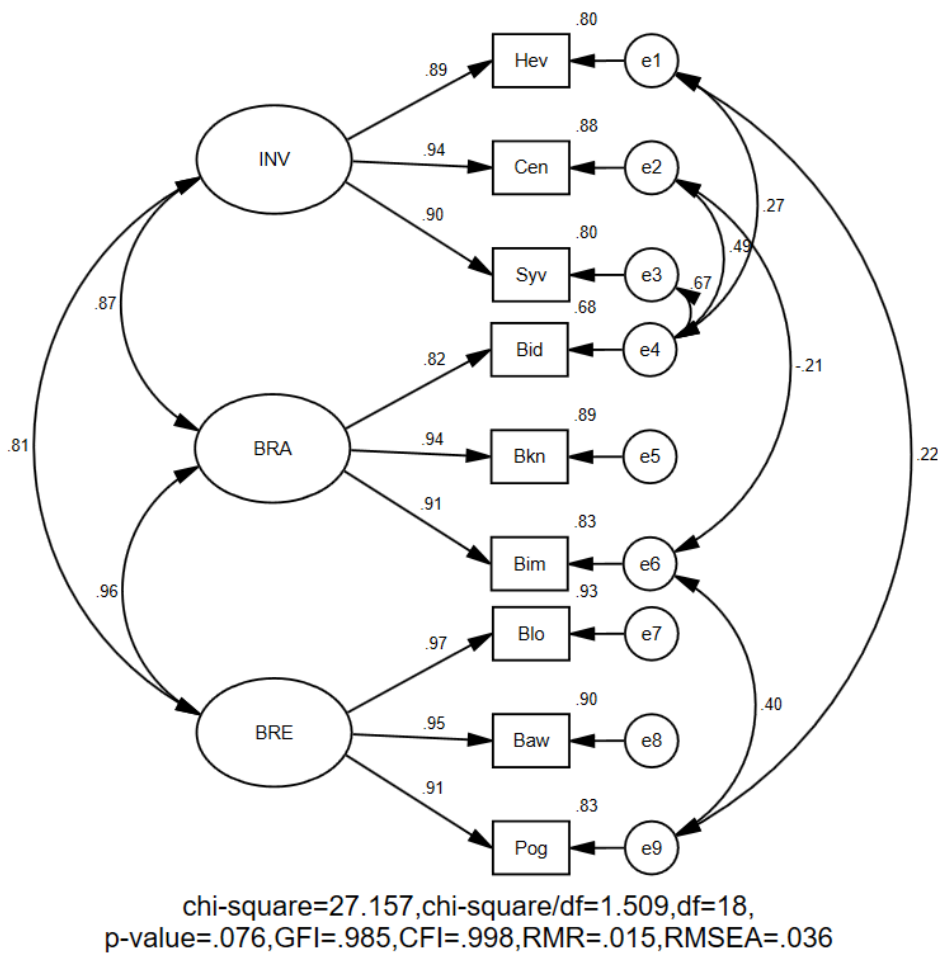 .80
.89
Hev
e1
.88
INV
.94
Cen
e2
.27
.90
.80
.49
Syv
e3
.67
.87
.68
.82
Bid
e4
-.21
.89
.81
BRA
.94
Bkn
e5
.22
.91
.83
Bim
e6
.96
.93
.97
Blo
e7
.90
.40
BRE
.95
Baw
e8
.91
.83
Pog
e9
chi-square=27.157,chi-square/df=1.509,df=18,
p-value=.076,GFI=.985,CFI=.998,RMR=.015,RMSEA=.036